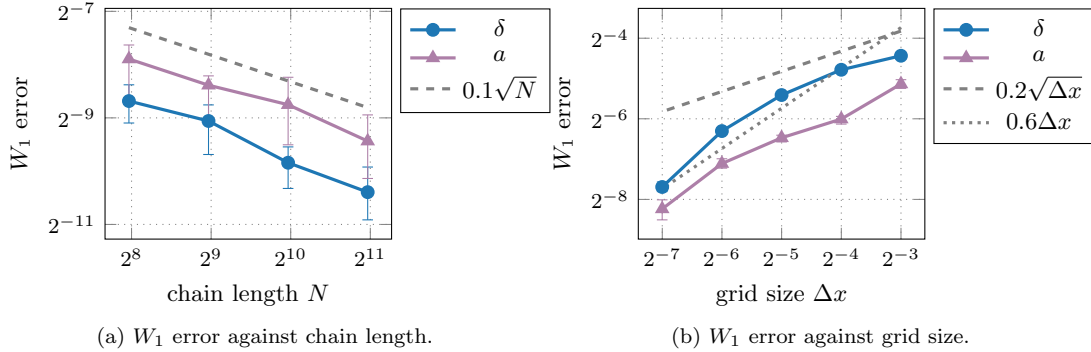 2^{-7}
2^{-9}
2^{-11}
W_1 error
2^8 2^9 2^{10} 2^{11}
chain length N
δ
a
0.1√N
(a) W_1 error against chain length.
2^{-4}
2^{-6}
2^{-8}
W_1 error
2^{-7} 2^{-6} 2^{-5} 2^{-4} 2^{-3}
grid size Δx
δ
a
0.2√Δx
0.6Δx
(b) W_1 error against grid size.